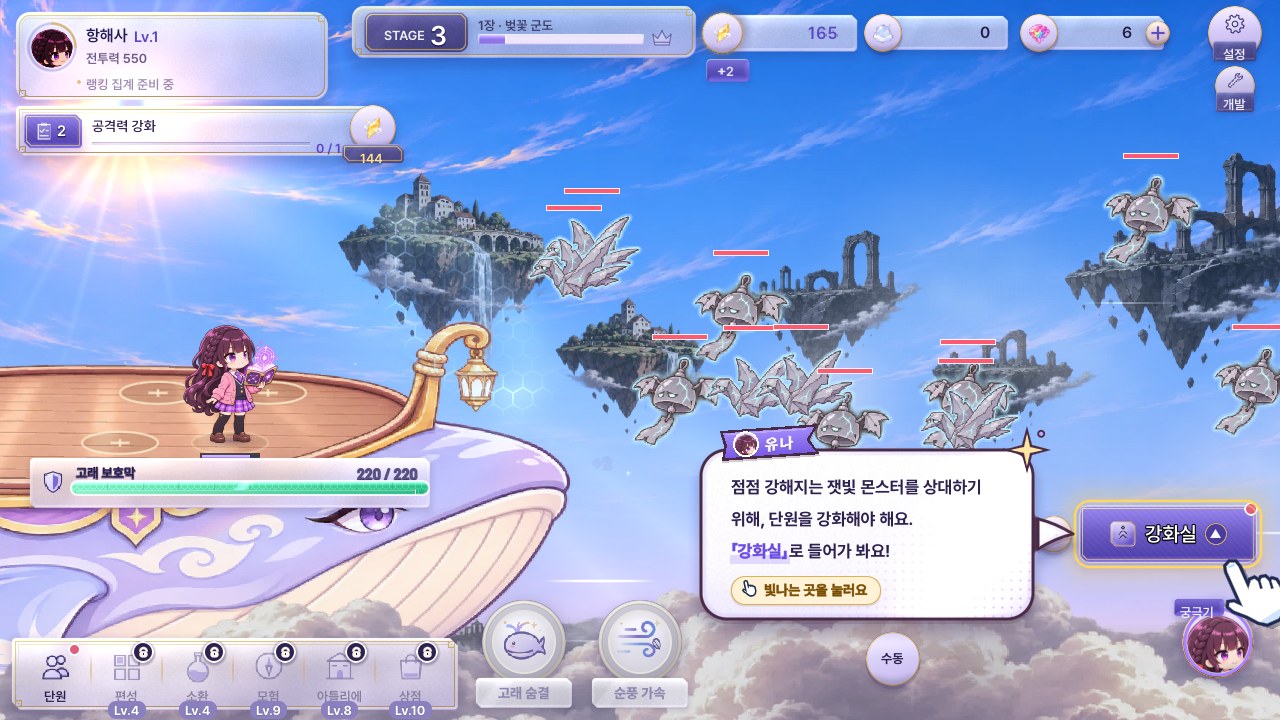 항해사 Lv.1
전투력 550
랭킹 집계 준비 중
STAGE 3
1장 · 벚꽃 군도
165
+2
0
6
설정
개발
2
공격력 강화
0 / 1
144
고래 보호막
220 / 220
+2
유나
점점 강해지는 잿빛 몬스터를 상대하기
위해, 단원을 강화해야 해요.
「강화실」로 들어가 봐요!
빛나는 곳을 눌러요
강화실
궁극기
수동
단원
편성
Lv.4
소환
Lv.4
모험
Lv.9
아틀리에
Lv.8
상점
Lv.10
고래 숨결
순풍 가속